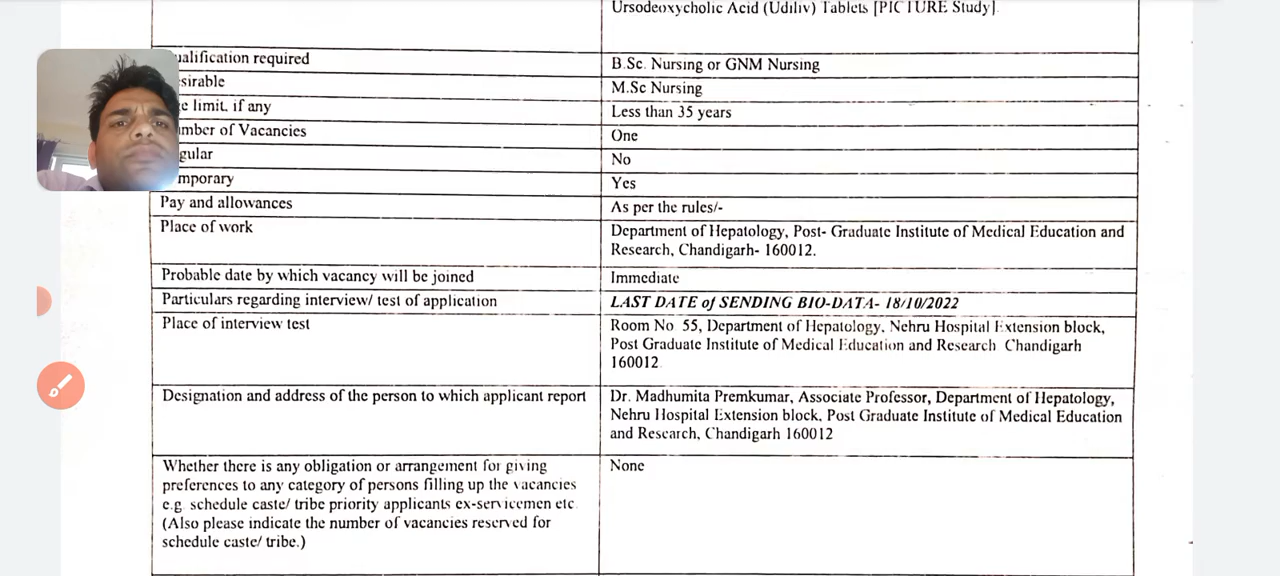 Ursodeoxycholic Acid (Udiliv) Tablets [PICTURE Study]
ualification required
B.Sc. Nursing or GNM Nursing
sirable
M.Sc Nursing
e limit, if any
Less than 35 years
mber of Vacancies
One
gular
No
mporary
Yes
Pay and allowances
As per the rules/-
Place of work
Department of Hepatology, Post- Graduate Institute of Medical Education and
Research, Chandigarh- 160012.
Probable date by which vacancy will be joined
Immediate
Particulars regarding interview/ test of application
LAST DATE of SENDING BIO-DATA- 18/10/2022
Place of interview test
Room No 55, Department of Hepatology, Nehru Hospital Extension block,
Post Graduate Institute of Medical Education and Research Chandigarh
160012
Designation and address of the person to which applicant report
Dr. Madhumita Premkumar, Associate Professor, Department of Hepatology,
Nehru Hospital Extension block, Post Graduate Institute of Medical Education
and Research, Chandigarh 160012
Whether there is any obligation or arrangement for giving
preferences to any category of persons filling up the vacancies
e.g. schedule caste/ tribe priority applicants ex-servicemen etc.
(Also please indicate the number of vacancies reserved for
schedule caste/ tribe.)
None